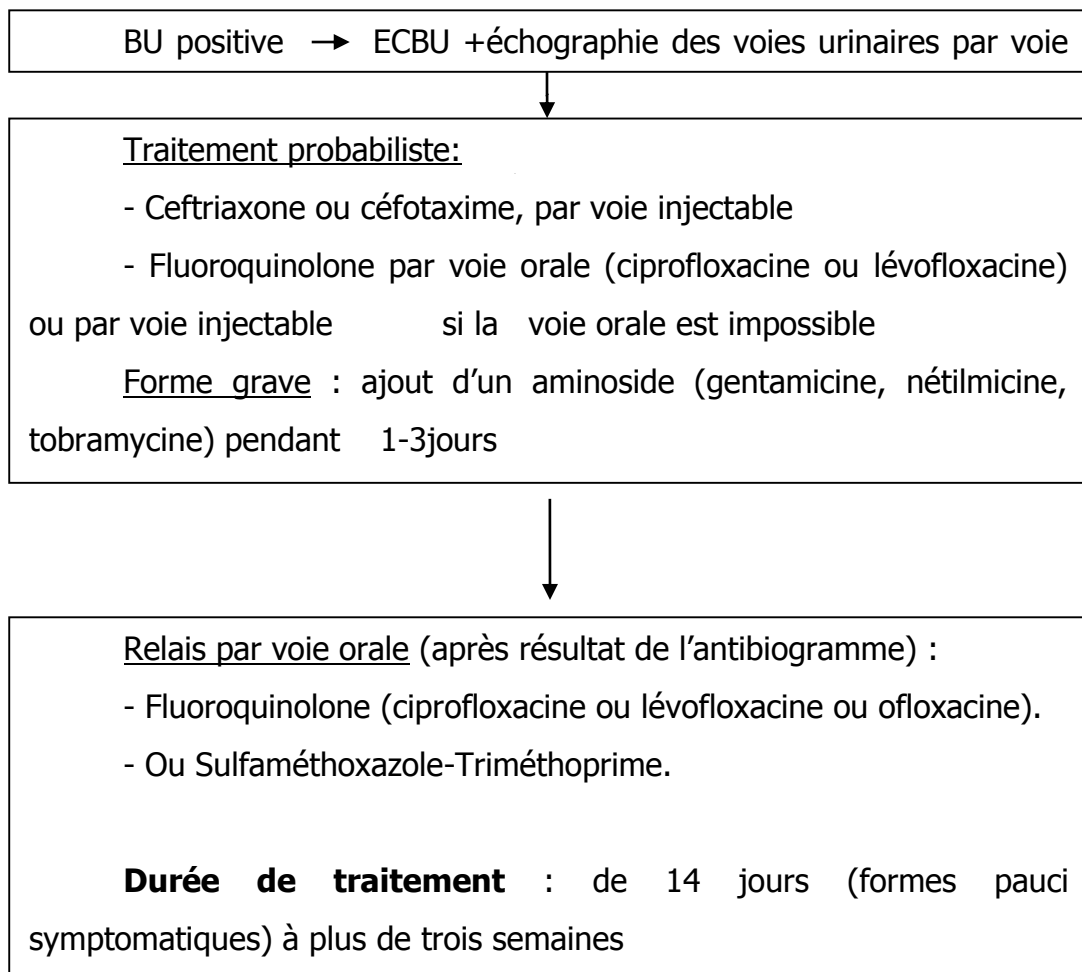 BU positive → ECBU +échographie des voies urinaires par voie
Traitement probabiliste:
- Ceftriaxone ou céfotaxime, par voie injectable
- Fluoroquinolone par voie orale (ciprofloxacine ou lévofloxacine)
ou par voie injectable si la voie orale est impossible
Forme grave : ajout d’un aminoside (gentamicine, nétilmicine,
tobramycine) pendant 1-3jours
Relais par voie orale (après résultat de l’antibiogramme) :
- Fluoroquinolone (ciprofloxacine ou lévofloxacine ou ofloxacine).
- Ou Sulfaméthoxazole-Triméthoprime.
Durée de traitement : de 14 jours (formes pauci
symptomatiques) à plus de trois semaines